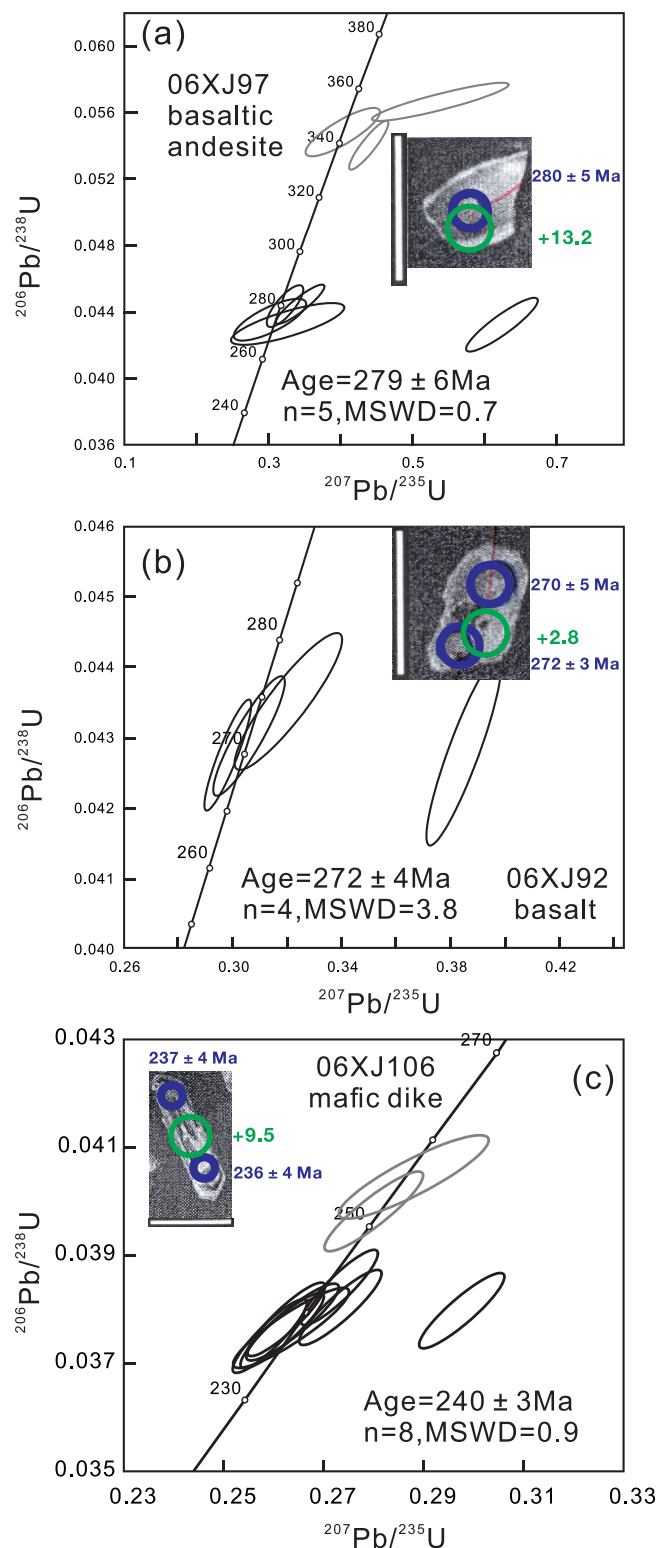 (a)
06XJ97
basaltic
andesite
380
360
340
320
300
280
260
240
280 ± 5 Ma
+13.2
Age=279 ± 6Ma
n=5,MSWD=0.7
0.060
0.056
0.052
0.048
0.044
0.040
0.036
0.1
0.3
0.5
0.7
206Pb/238U
207Pb/235U
(b)
280
270
260
270 ± 5 Ma
+2.8
272 ± 3 Ma
Age=272 ± 4Ma
n=4,MSWD=3.8
06XJ92
basalt
0.046
0.045
0.044
0.043
0.042
0.041
0.040
0.26
0.30
0.34
0.38
0.42
206Pb/238U
207Pb/235U
(c)
06XJ106
mafic dike
270
250
230
237 ± 4 Ma
+9.5
236 ± 4 Ma
Age=240 ± 3Ma
n=8,MSWD=0.9
0.043
0.041
0.039
0.037
0.035
0.23
0.25
0.27
0.29
0.31
0.33
206Pb/238U
207Pb/235U